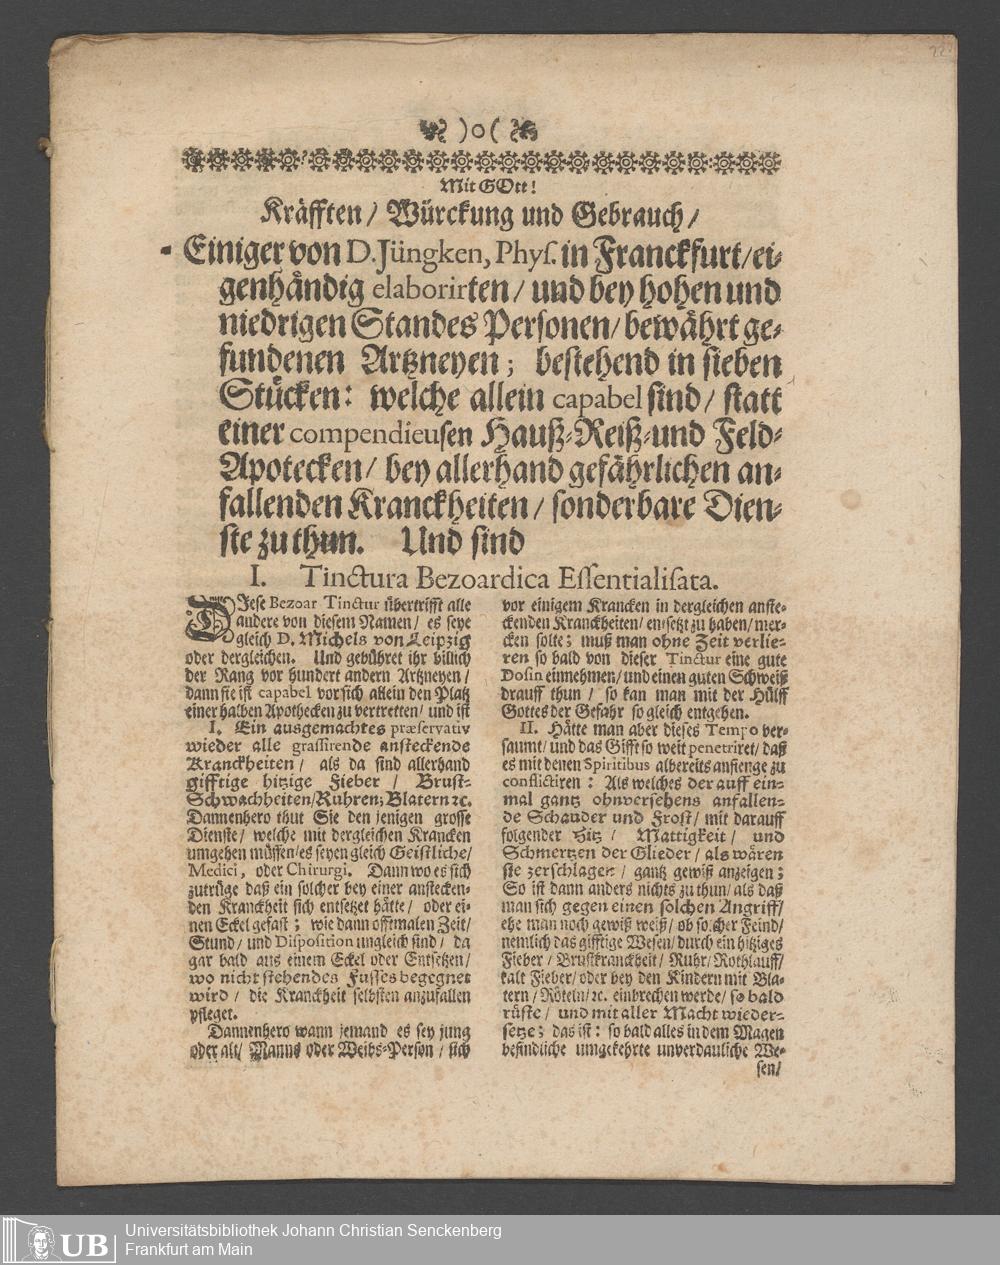 22.
)o(
Mit GOtt!
Kräfften / Würckung und Gebrauch /
Einiger von D. Jüngken, Phyſ. in Franckfurt / ei-
genhändig elaborirten / und bey hohen und
niedrigen Standes Perſonen / bewährt ge-
fundenen Artzneyen; beſtehend in ſieben
Stücken: welche allein capabel ſind / ſtatt
einer compendieuſen Hauß-Reiß-und Feld-
Apotecken / bey allerhand gefährlichen an-
fallenden Kranckheiten / ſonderbare Dien-
ſte zu thun. Und ſind
I. Tinctura Bezoardica Eſſentialiſata.
DIeſe Bezoar Tinctur übertrifft alle
andere von dieſem Namen / es ſeye
gleich D. Michels von Leipzig
oder dergleichen. Und gebühret ihr billich
der Rang vor hundert andern Artzneyen /
dann ſie iſt capabel vor ſich allein den Platz
einer halben Apothecken zu vertretten / und iſt
I. Ein ausgemachtes præſervativ
wieder alle graſſirende anſteckende
Kranckheiten / als da ſind allerhand
gifftige hitzige Fieber / Bruſt-
Schwachheiten / Ruhren; Blatern ꝛc.
Dannenhero thut Sie den jenigen groſſe
Dienſte / welche mit dergleichen Krancken
umgehen müſſen / es ſeyen gleich Geiſtliche /
Medici, oder Chirurgi. Dann wo es ſich
zutrüge daß ein ſolcher bey einer anſtecken-
den Kranckheit ſich entſetzet hätte / oder ei-
nen Eckel gefaſt; wie dann offtmalen Zeit /
Stund / und Diſpoſition ungleich ſind / da
gar bald aus einem Eckel oder Entſetzen /
wo nicht ſtehendes Fuſſes begegnet
wird / die Kranckheit ſelbſten anzufallen
pfleget.
Dannenhero wann jemand es ſey jung
oder alt / Manns oder Weibs-Perſon / ſich
vor einigem Krancken in dergleichen anſte-
ckenden Kranckheiten / entſetzt zu haben / mer-
cken ſolte; muß man ohne Zeit verlie-
ren ſo bald von dieſer Tinctur eine gute
Doſin einnehmen / und einen guten Schweiß
drauff thun / ſo kan man mit der Hülff
Gottes der Gefahr ſo gleich entgehen.
II. Hätte man aber dieſes Tempo ver-
ſaumt / und das Gifft ſo weit penetriret / daß
es mit denen Spiritibus albereits anfienge zu
conflictiren: Als welches der auff ein-
mal gantz ohnverſehens anfallen-
de Schauder und Froſt / mit darauff
folgender Hitz / Mattigkeit / und
Schmertzen der Glieder / als wären
ſie zerſchlagen / gantz gewiß anzeigen;
So iſt dann anders nichts zu thun / als daß
man ſich gegen einen ſolchen Angriff /
ehe man noch gewiß weiß / ob ſolcher Feind /
nemlich das gifftige Weſen / durch ein hitziges
Fieber / Bruſtkranckheit / Ruhr / Rothlauff /
kalt Fieber / oder bey den Kindern mit Bla-
tern / Röteln / ꝛc. einbrechen werde / ſo bald
rüſte / und mit aller Macht wieder-
ſetze; das iſt: ſo bald alles in dem Magen
befindliche umgekehrte unverdauliche We-
ſen /
UB
Universitätsbibliothek Johann Christian Senckenberg
Frankfurt am Main